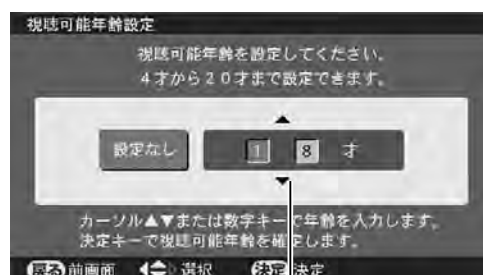 視聴可能年齢設定
視聴可能年齢を設定してください。
4才から20才まで設定できます。
設定なし 1 8 才
カーソル▲▼または数字キーで年齢を入力します。
決定キーで視聴可能年齢を確定します。
戻る 前画面 選択 決定 決定